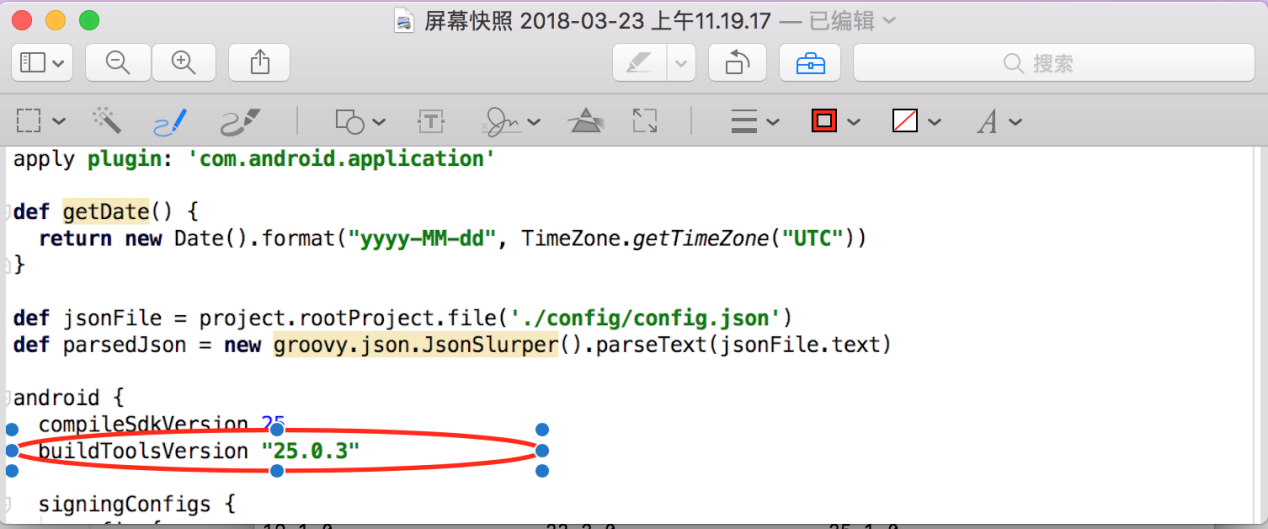 屏幕快照 2018-03-23 上午11.19.17 — 已编辑
搜索
apply plugin: 'com.android.application'
def getDate() {
return new Date().format("yyyy-MM-dd", TimeZone.getTimeZone("UTC"))
}
def jsonFile = project.rootProject.file('./config/config.json')
def parsedJson = new groovy.json.JsonSlurper().parseText(jsonFile.text)
android {
compileSdkVersion 25
buildToolsVersion "25.0.3"
signingConfigs {